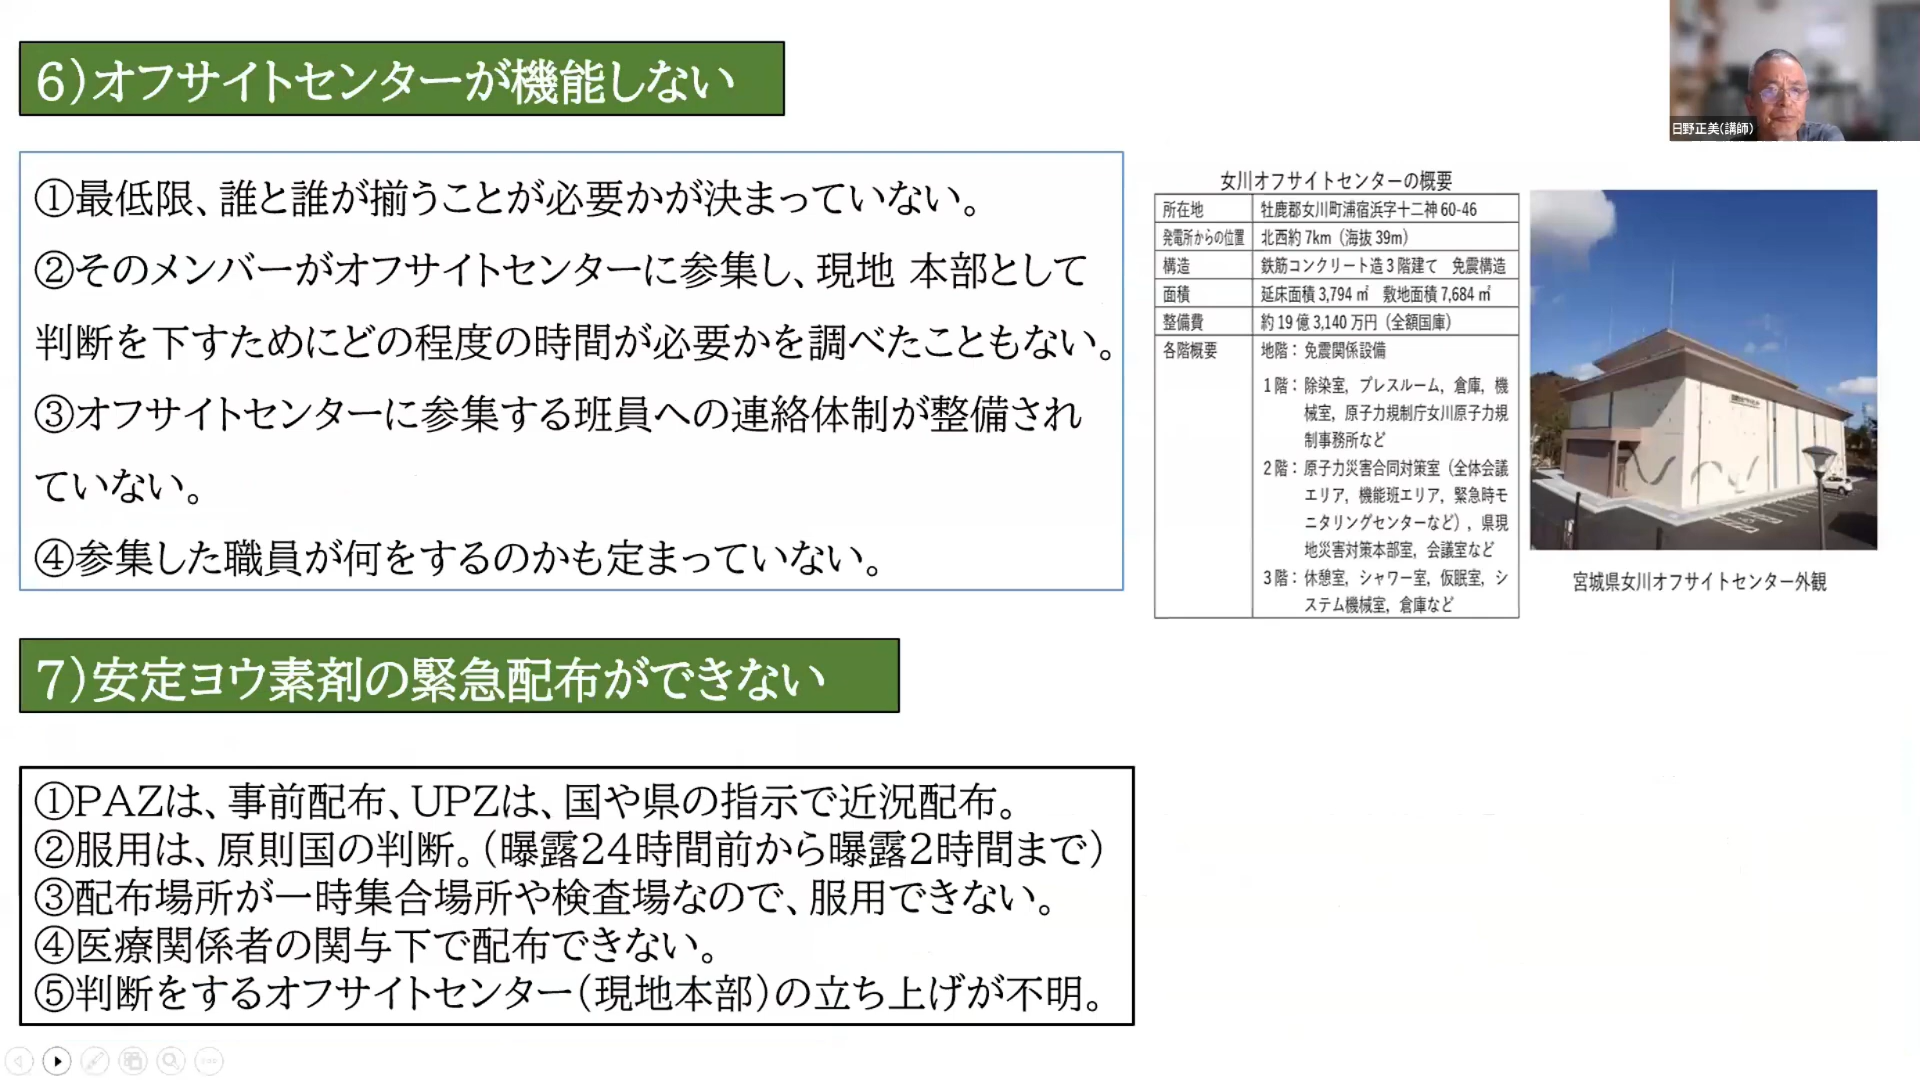 6)オフサイトセンターが機能しない
①最低限、誰と誰が揃うことが必要かが決まっていない。
②そのメンバーがオフサイトセンターに参集し、現地 本部として
判断を下すためにどの程度の時間が必要かを調べたこともない。
③オフサイトセンターに参集する班員への連絡体制が整備され
ていない。
④参集した職員が何をするのかも定まっていない。
日野正美(講師)
女川オフサイトセンターの概要
所在地 牡鹿郡女川町浦宿浜字十二神 60-46
発電所からの位置 北西約 7km（海抜 39m）
構造 鉄筋コンクリート造 3 階建て 免震構造
面積 延床面積 3,794 ㎡ 敷地面積 7,684 ㎡
整備費 約 19 億 3,140 万円（全額国庫）
各階概要 地階： 免震関係設備
1 階： 除染室，プレスルーム，倉庫，機
械室，原子力規制庁女川原子力規
制事務所など
2 階： 原子力災害合同対策室（全体会議
エリア，機能班エリア，緊急時モ
ニタリングセンターなど），県現
地災害対策本部室，会議室など
3 階： 休憩室，シャワー室，仮眠室，シ
ステム機械室，倉庫など
宮城県女川オフサイトセンター外観
7)安定ヨウ素剤の緊急配布ができない
①PAZは、事前配布、UPZは、国や県の指示で近況配布。
②服用は、原則国の判断。(曝露24時間前から曝露2時間まで)
③配布場所が一時集合場所や検査場なので、服用できない。
④医療関係者の関与下で配布できない。
⑤判断をするオフサイトセンター(現地本部)の立ち上げが不明。